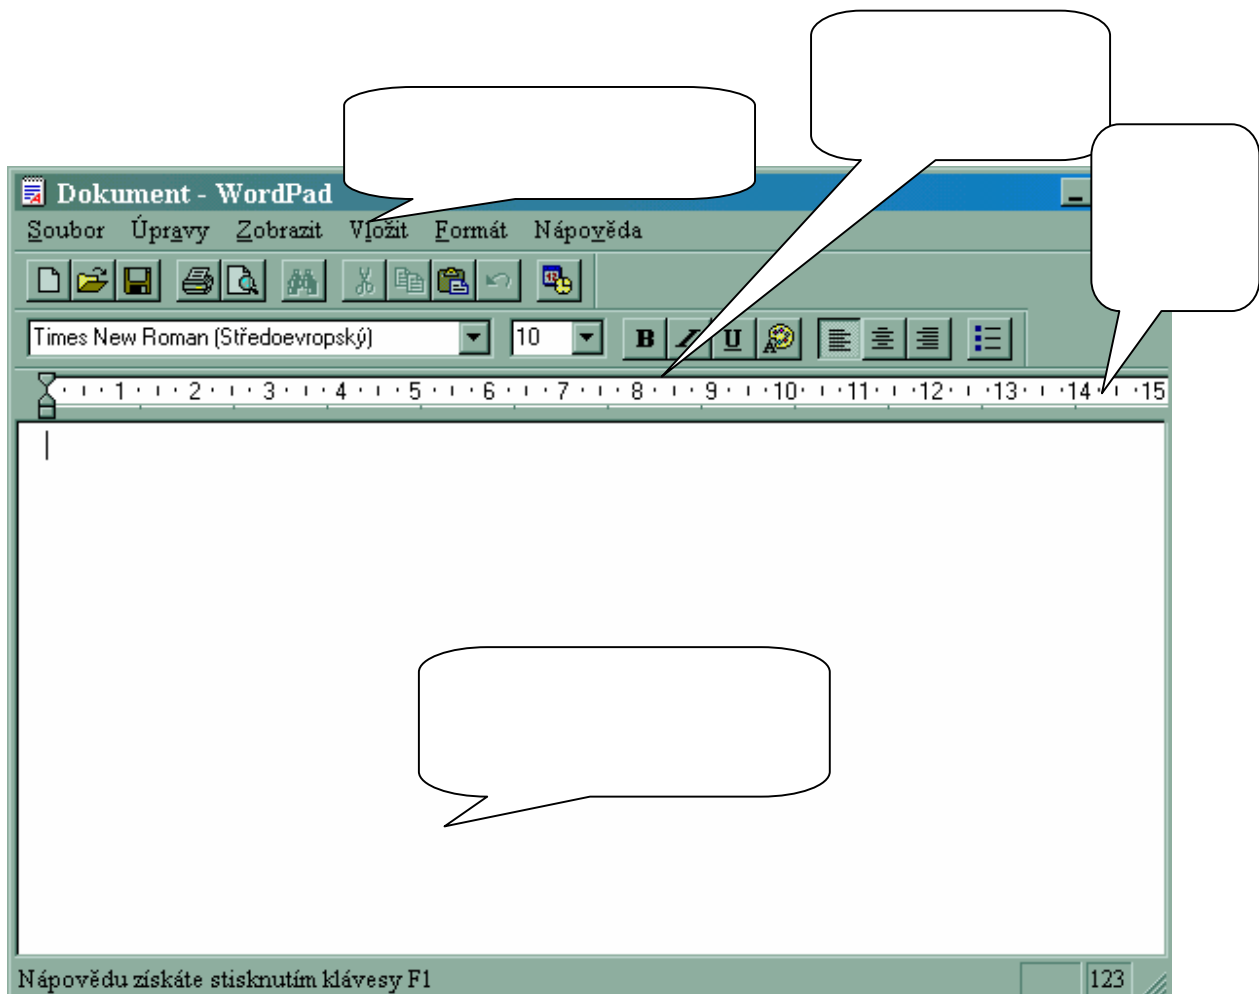 Dokument - WordPad
Soubor Úpravy Zobrazit Vložit Formát Nápověda
Times New Roman (Středoevropský) 10 B I U
1 2 3 4 5 6 7 8 9 10 11 12 13 14 15
Nápovědu získáte stisknutím klávesy F1 123